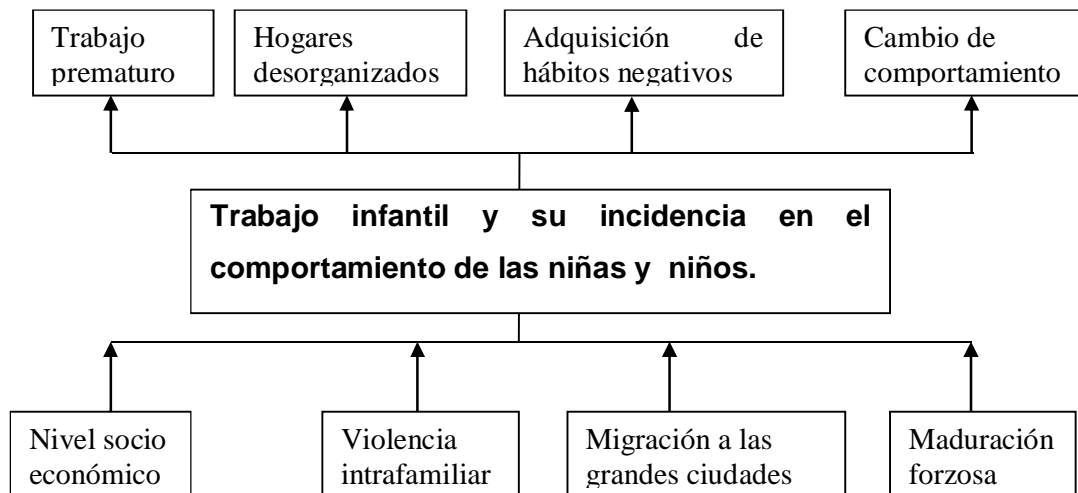 Trabajo
prematuro
Hogares
desorganizados
Adquisición de
hábitos negativos
Cambio de
comportamiento
Trabajo infantil y su incidencia en el
comportamiento de las niñas y niños.
Nivel socio
económico
Violencia
intrafamiliar
Migración a las
grandes ciudades
Maduración
forzosa